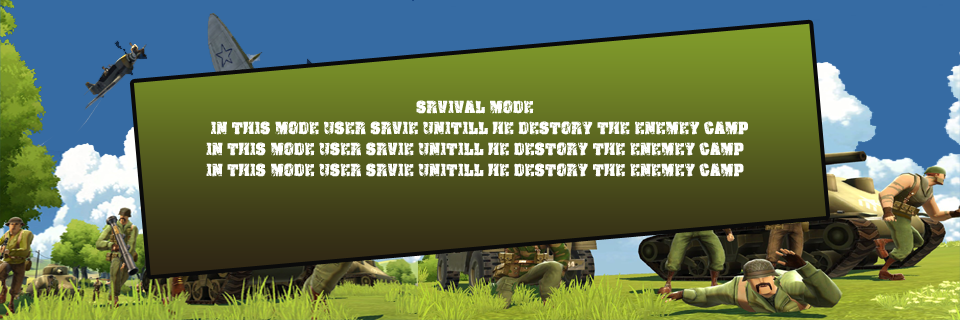 SRVIVAL MODE
IN THIS MODE USER SRVIE UNITILL HE DESTORY THE ENEMEY CAMP
IN THIS MODE USER SRVIE UNITILL HE DESTORY THE ENEMEY CAMP
IN THIS MODE USER SRVIE UNITILL HE DESTORY THE ENEMEY CAMP